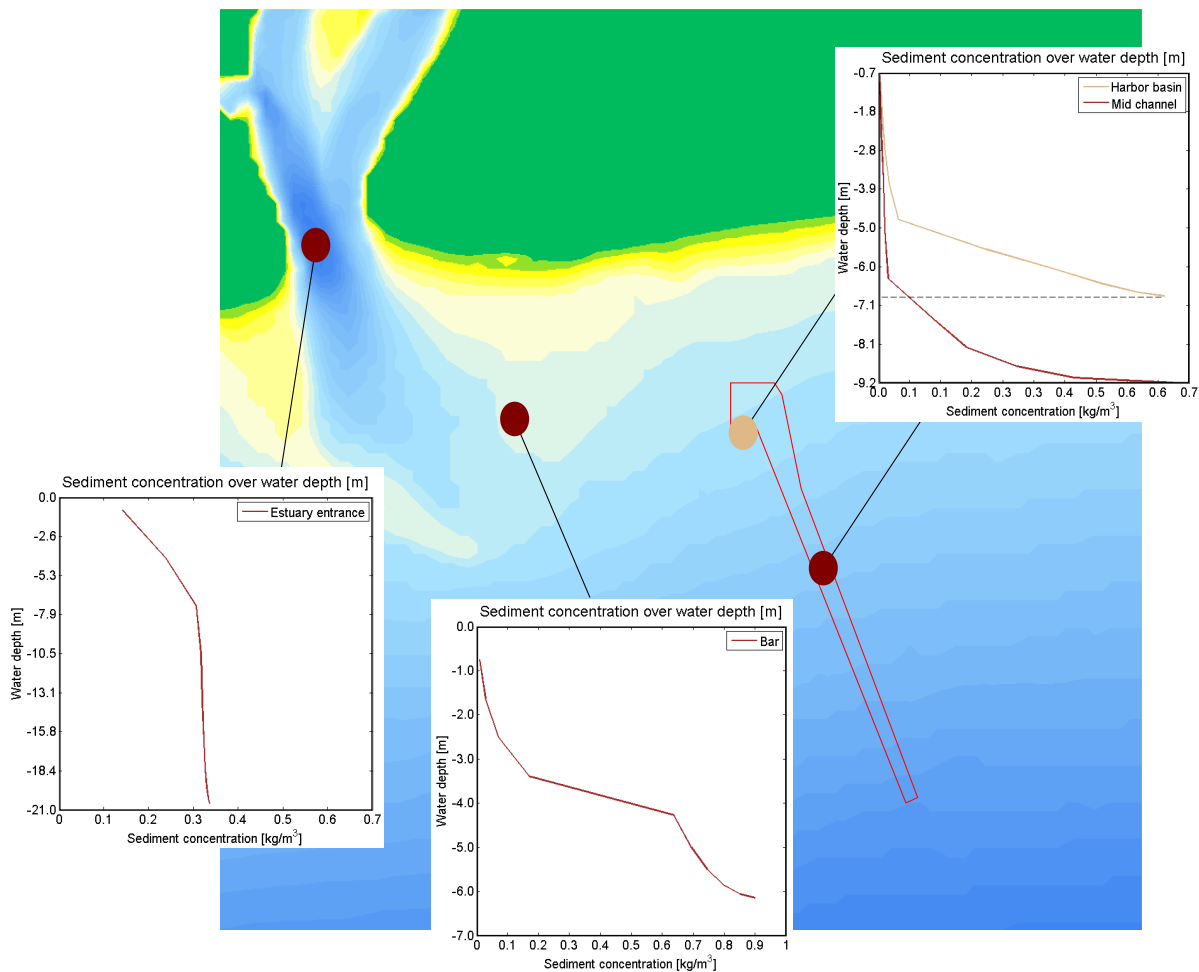 Sediment concentration over water depth [m]
Harbor basin
Mid channel
-0.7
-1.8
-2.8
-3.9
-5.0
-6.0
-7.1
-8.1
-9.2
Water depth [m]
0.0 0.1 0.1 0.2 0.3 0.4 0.4 0.5 0.6 0.6 0.7
Sediment concentration [kg/m³]
Sediment concentration over water depth [m]
Estuary entrance
0.0
-2.6
-5.3
-7.9
-10.5
-13.1
-15.8
-18.4
-21.0
Water depth [m]
0 0.1 0.2 0.3 0.4 0.5 0.6 0.7
Sediment concentration [kg/m³]
Sediment concentration over water depth [m]
Bar
0.0
-1.0
-2.0
-3.0
-4.0
-5.0
-6.0
-7.0
Water depth [m]
0 0.1 0.2 0.3 0.4 0.5 0.6 0.7 0.8 0.9 1
Sediment concentration [kg/m³]